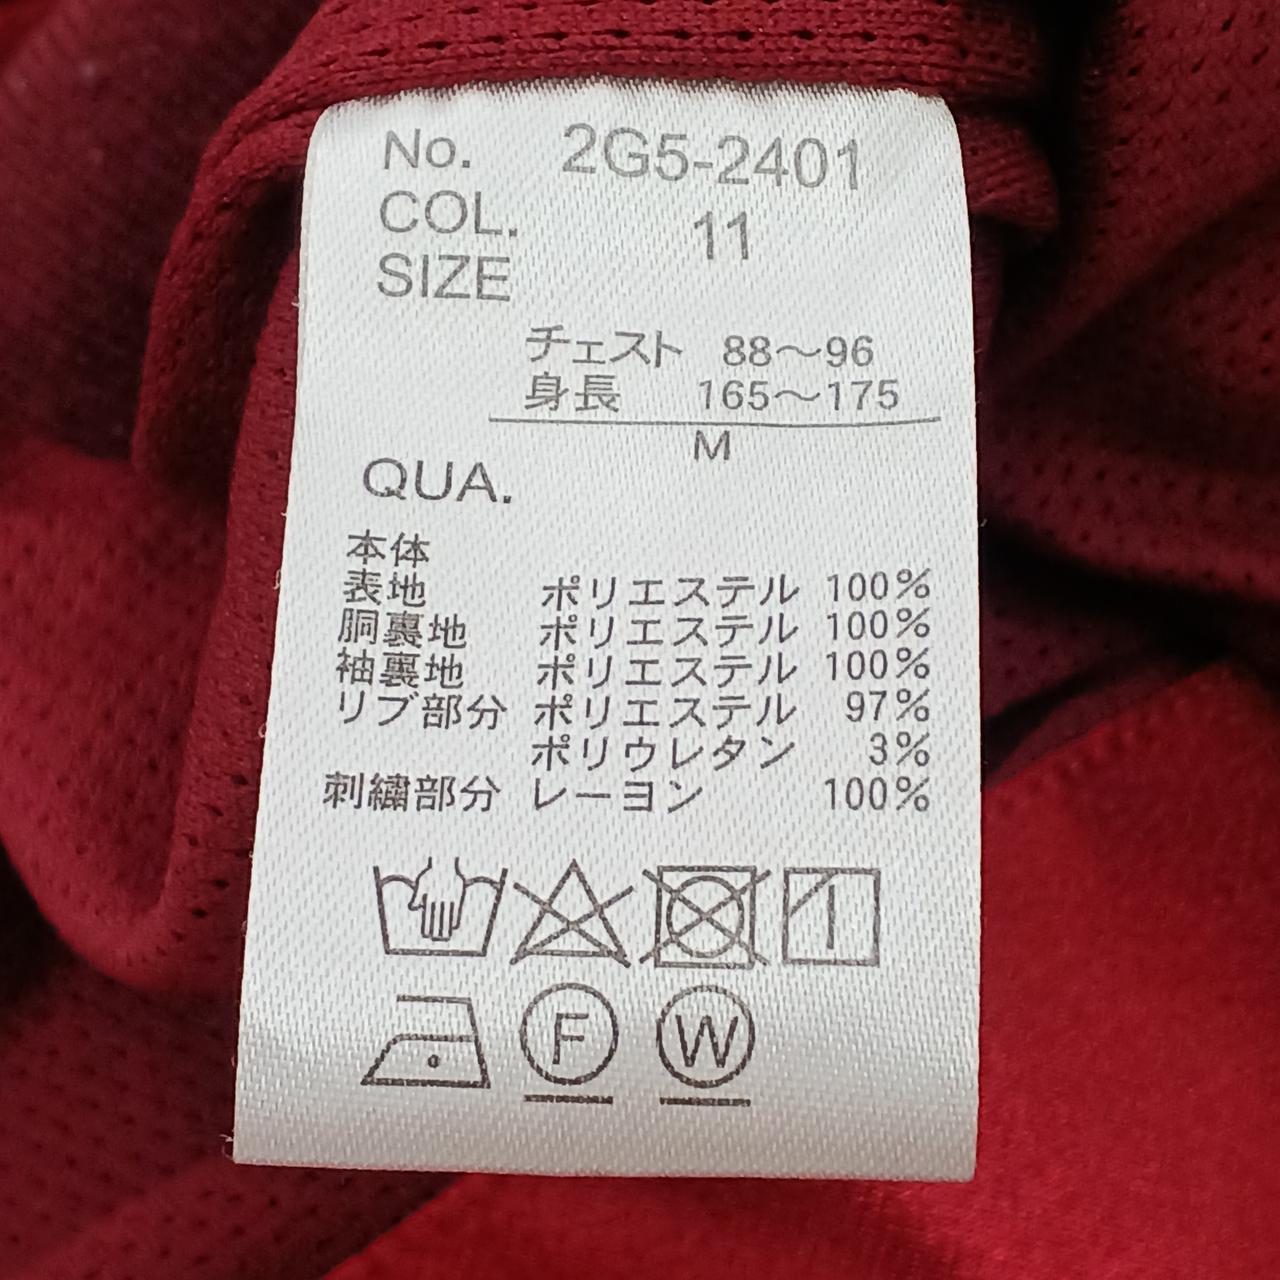 No. 2G5-2401
COL. 11
SIZE
チェスト 88～96
身長 165～175
M
QUA.
本体
表地 ポリエステル 100%
胴裏地 ポリエステル 100%
袖裏地 ポリエステル 100%
リブ部分 ポリエステル 97%
ポリウレタン 3%
刺繍部分 レーヨン 100%
F W